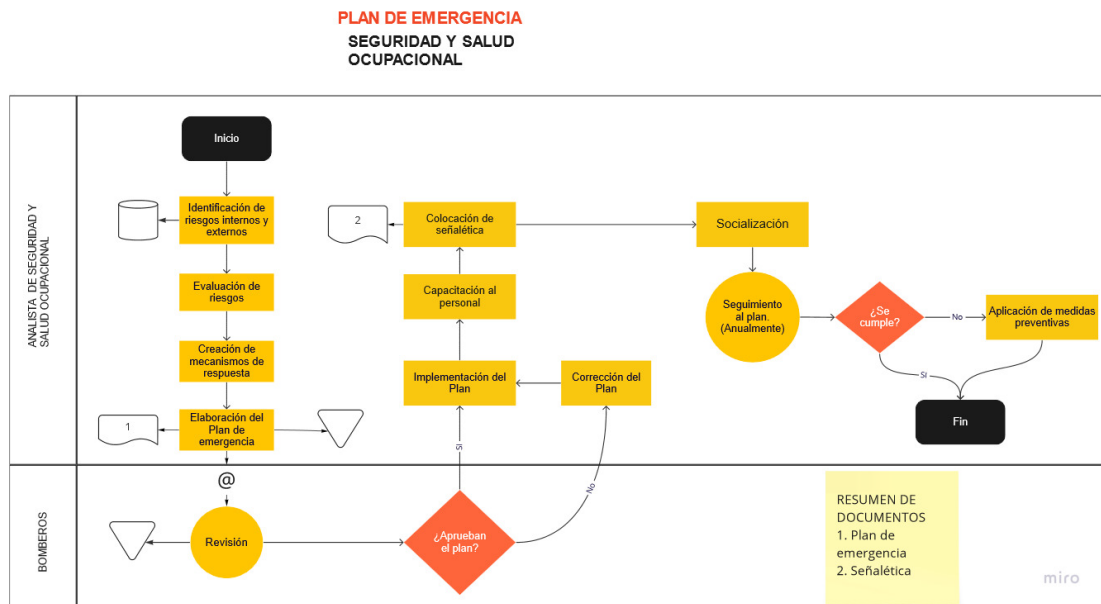 PLAN DE EMERGENCIA
SEGURIDAD Y SALUD
OCUPACIONAL
ANALISTA DE SEGURIDAD Y
SALUD OCUPACIONAL
Inicio
Identificación de
riesgos internos y
externos
Evaluación de
riesgos
Creación de
mecanismos de
respuesta
1
Elaboración del
Plan de
emergencia
2
Colocación de
señalética
Capacitación al
personal
Implementación del
Plan
Corrección del
Plan
Si
No
Socialización
Seguimiento
al plan.
(Anualmente)
¿Se
cumple?
No
Aplicación de medidas
preventivas
Si
Fin
BOMBEROS
@
Revisión
¿Aprueban
el plan?
RESUMEN DE
DOCUMENTOS
1. Plan de
emergencia
2. Señalética
miro